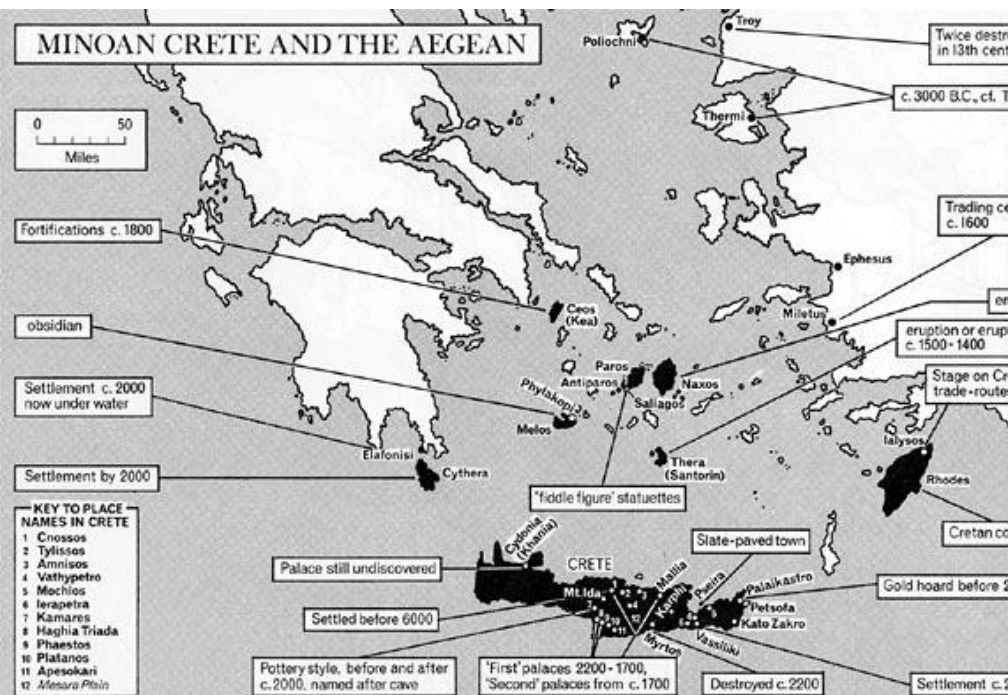 MINOAN CRETE AND THE AEGEAN
0 50
Miles
Poliochni
Troy
Twice
in 13th
c. 3000 B.C., cf.
Thermi
Fortifications c. 1800
Trading
c. 1600
Ephesus
Miletus
Ceos
(Kea)
obsidian
eruption or
c. 1500 - 1400
Paros
Antiparos
Naxos
Saliagos
Phylakopi
Melos
Settlement c. 2000
now under water
Stage on
Ialysos
Rhodes
Elafonisi
Cythera
Thera
(Santorin)
Settlement by 2000
'fiddle figure' statuettes
Cretan
KEY TO PLACE
NAMES IN CRETE
1 Cnossos
2 Tylissos
3 Amnisos
4 Vathypetro
5 Mochlos
6 Ierapetra
7 Kamares
8 Haghia Triada
9 Phaestos
10 Platanos
11 Apesokari
12 Mesara Plain
Cydonia
(Khania)
CRETE
Slate-paved town
Palace still undiscovered
Mt. Ida
Mallia
Karphi
Pseira
Palaikastro
Petsofa
Kato Zakro
Gold hoard before
Settled before 6000
Myrtos
Vassiliki
Pottery style, before and after
c. 2000, named after cave
'First' palaces 2200 - 1700,
'Second' palaces from c. 1700
Destroyed c. 2200
Settlement c.